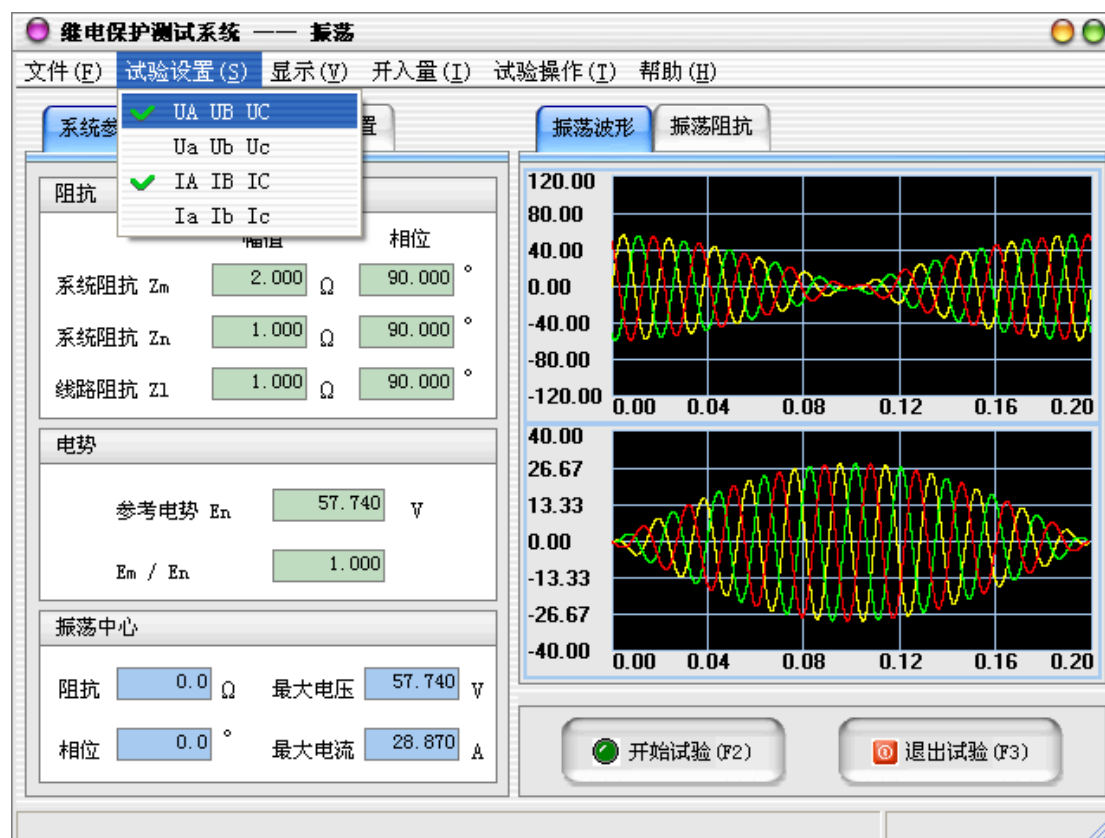 继电保护测试系统 —— 振荡
文件(F) 试验设置(S) 显示(V) 开入量(I) 试验操作(T) 帮助(H)
UA UB UC
Ua Ub Uc
IA IB IC
Ia Ib Ic
系统参
置
阻抗
幅值 相位
系统阻抗 Zm 2.000 Ω 90.000 °
系统阻抗 Zn 1.000 Ω 90.000 °
线路阻抗 Zl 1.000 Ω 90.000 °
电势
参考电势 En 57.740 V
Em / En 1.000
振荡中心
阻抗 0.0 Ω 最大电压 57.740 V
相位 0.0 ° 最大电流 28.870 A
振荡波形 振荡阻抗
120.00
80.00
40.00
0.00
-40.00
-80.00
-120.00
0.00 0.04 0.08 0.12 0.16 0.20
40.00
26.67
13.33
0.00
-13.33
-26.67
-40.00
0.00 0.04 0.08 0.12 0.16 0.20
开始试验(F2) 退出试验(F3)